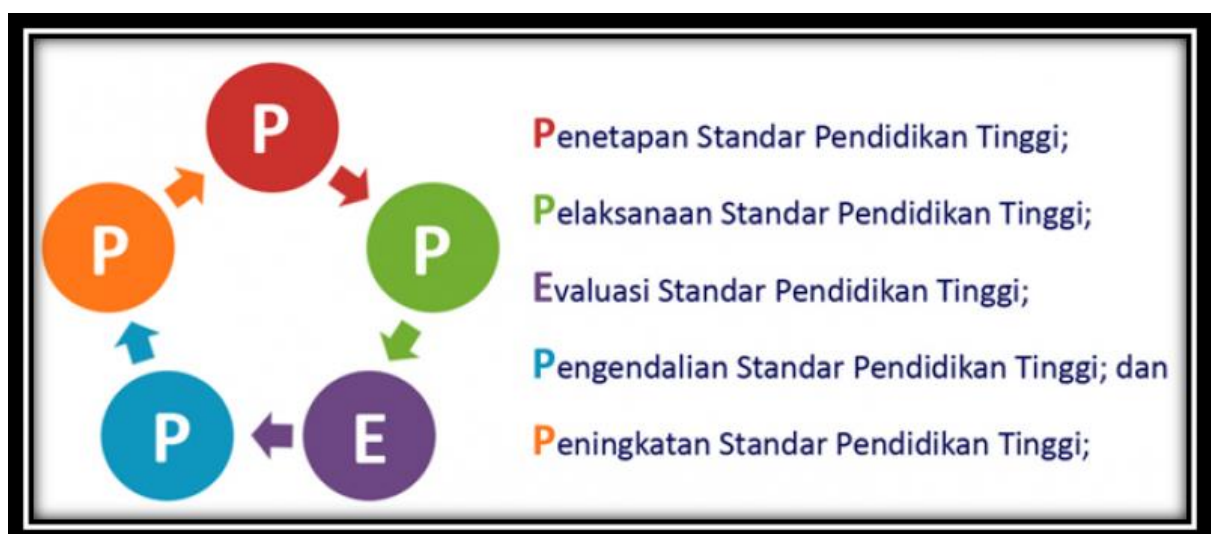 P
P
P
P
E
Penetapan Standar Pendidikan Tinggi;
Pelaksanaan Standar Pendidikan Tinggi;
Evaluasi Standar Pendidikan Tinggi;
Pengendalian Standar Pendidikan Tinggi; dan
Peningkatan Standar Pendidikan Tinggi;